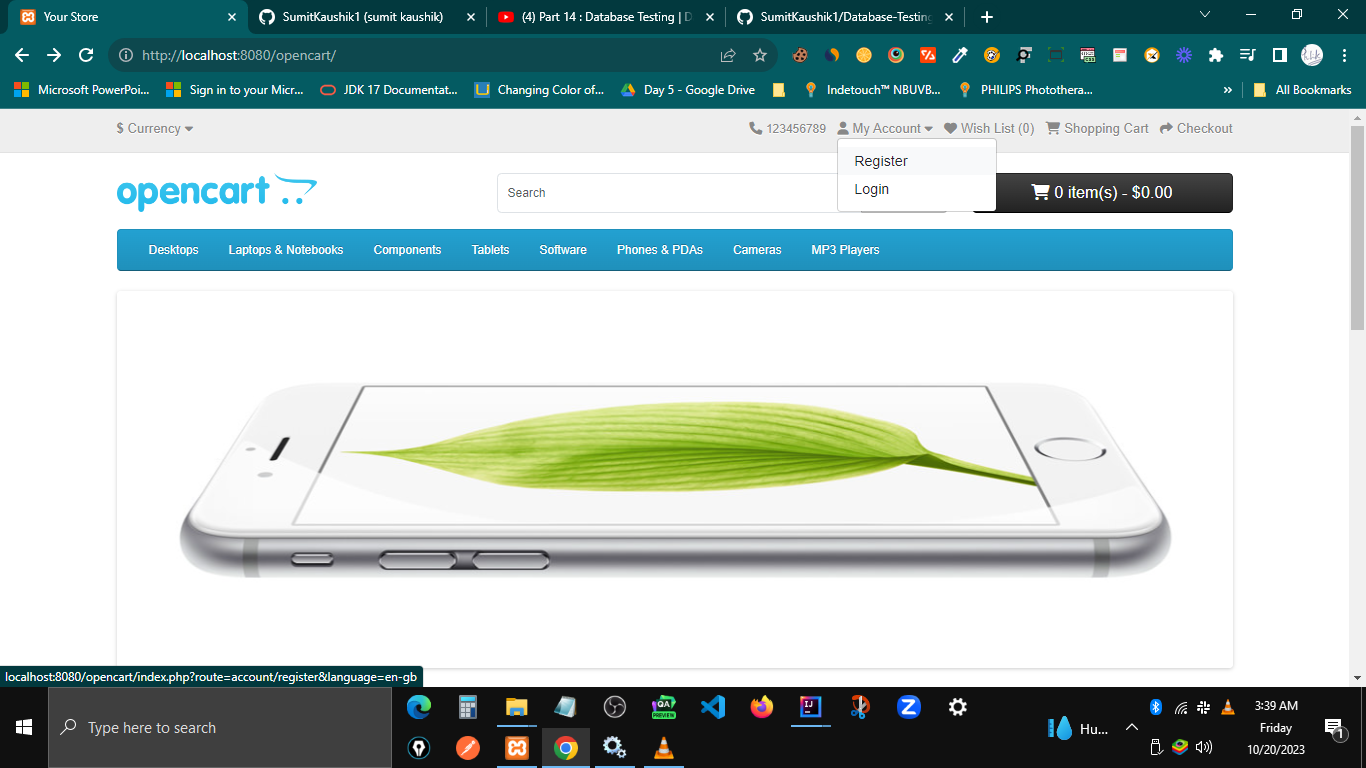 Your Store
SumitKaushik1 (sumit kaushik)
(4) Part 14 : Database Testing | D
SumitKaushik1/Database-Testing
http://localhost:8080/opencart/
Microsoft PowerPoi...
Sign in to your Micr...
JDK 17 Documentat...
Changing Color of...
Day 5 - Google Drive
Indetouch™ NBUVB...
PHILIPS Photothera...
»
All Bookmarks
$ Currency
123456789
My Account
Wish List (0)
Shopping Cart
Checkout
Register
Login
opencart
Search
0 item(s) - $0.00
Desktops
Laptops & Notebooks
Components
Tablets
Software
Phones & PDAs
Cameras
MP3 Players
localhost:8080/opencart/index.php?route=account/register&language=en-gb
Type here to search
QA
PREVIEW
IJ
Hu...
3:39 AM
Friday
10/20/2023
1